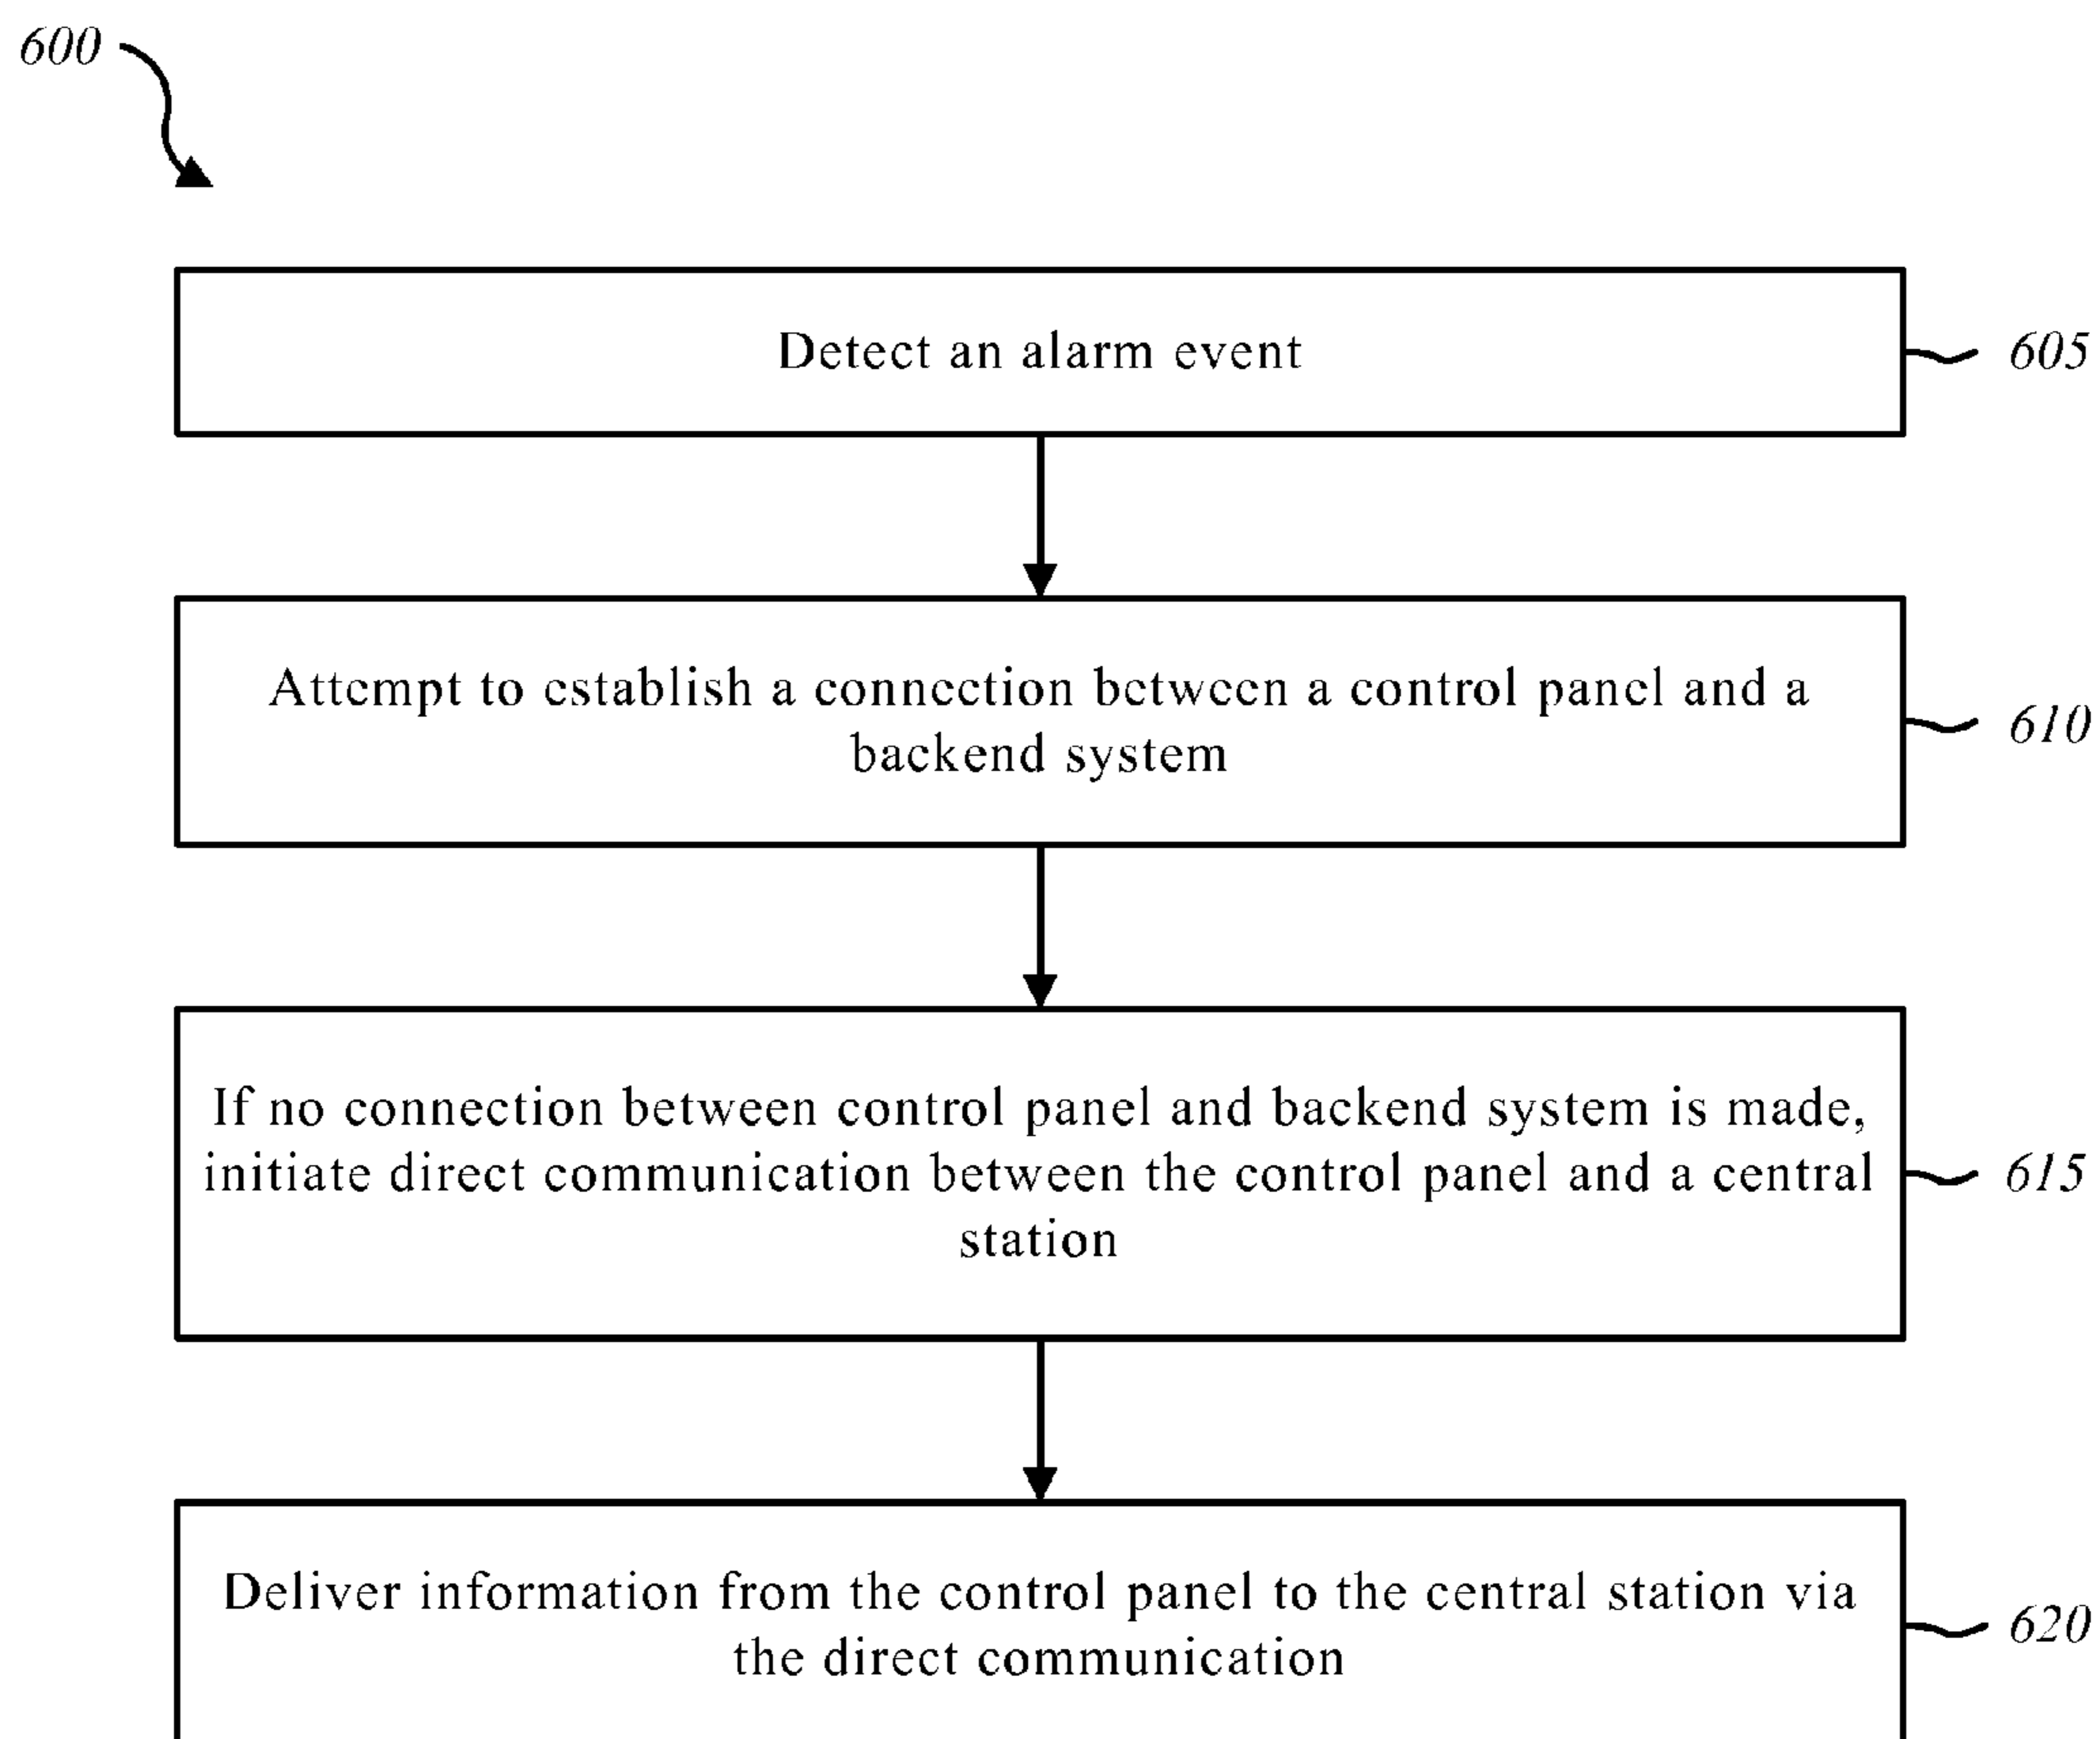 600
Detect an alarm event
605
Attempt to establish a connection between a control panel and a
backend system
610
If no connection between control panel and backend system is made,
initiate direct communication between the control panel and a central
station
615
Deliver information from the control panel to the central station via
the direct communication
620